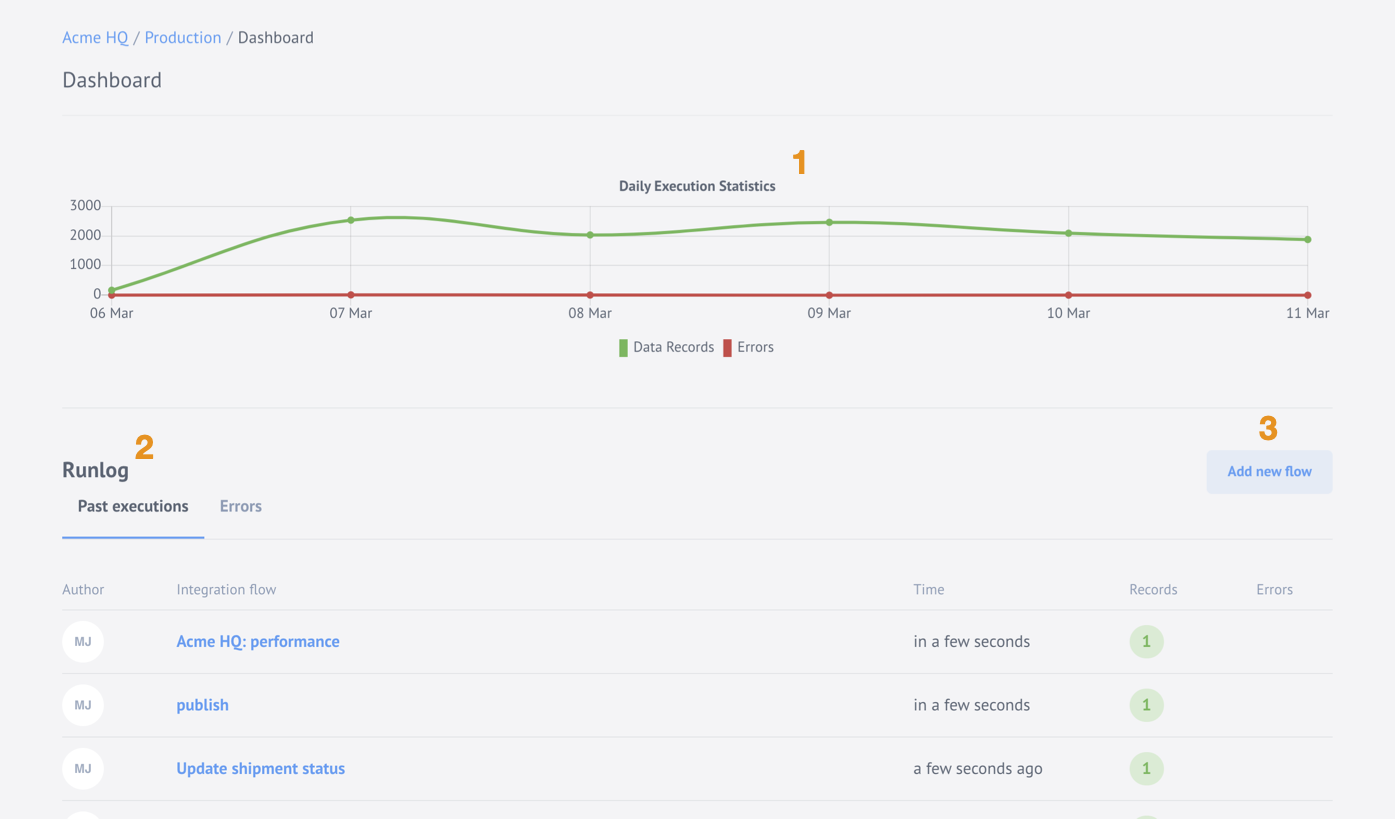 Acme HQ / Production / Dashboard
Dashboard
1
Daily Execution Statistics
3000
2000
1000
0
06 Mar 07 Mar 08 Mar 09 Mar 10 Mar 11 Mar
Data Records Errors
3
2
Runlog
Add new flow
Past executions Errors
Author Integration flow Time Records Errors
MJ Acme HQ: performance in a few seconds 1
MJ publish in a few seconds 1
MJ Update shipment status a few seconds ago 1